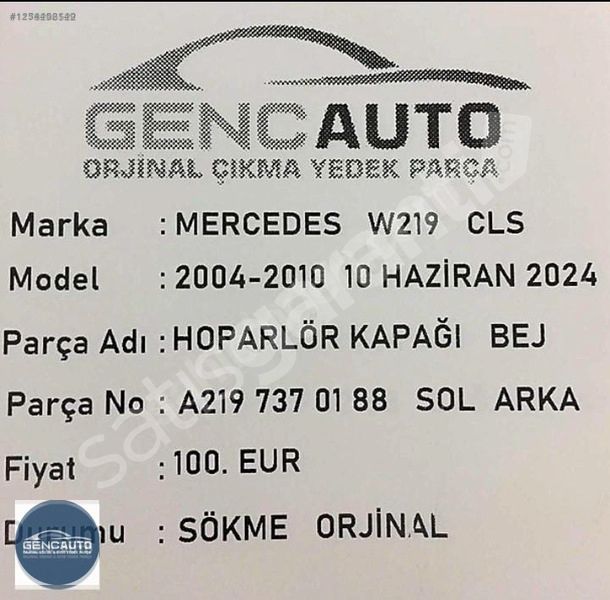 GENCAUTO
ORJİNAL ÇIKMA YEDEK PARÇA
Marka : MERCEDES W219 CLS
Model : 2004-2010 10 HAZİRAN 2024
Parça Adı : HOPARLÖR KAPAĞI BEJ
Parça No : A219 737 01 88 SOL ARKA
Fiyat : 100. EUR
Durumu : SÖKME ORJİNAL
GENCAUTO